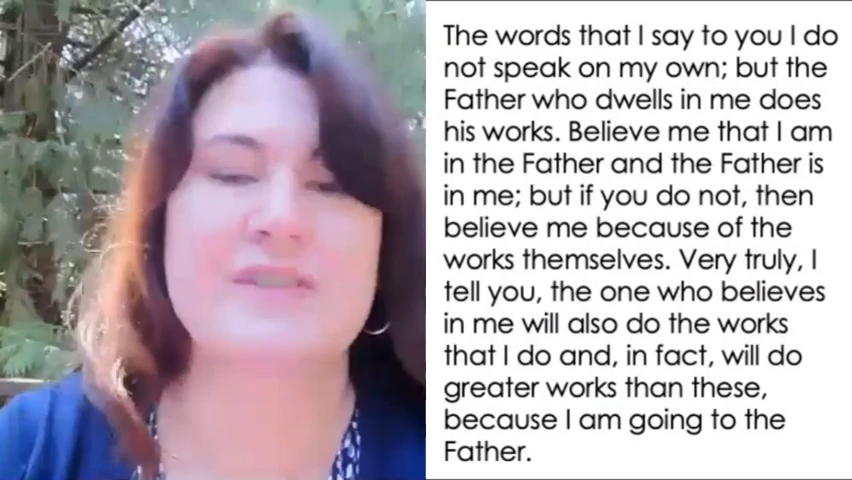 The words that I say to you I do
not speak on my own; but the
Father who dwells in me does
his works. Believe me that I am
in the Father and the Father is
in me; but if you do not, then
believe me because of the
works themselves. Very truly, I
tell you, the one who believes
in me will also do the works
that I do and, in fact, will do
greater works than these,
because I am going to the
Father.